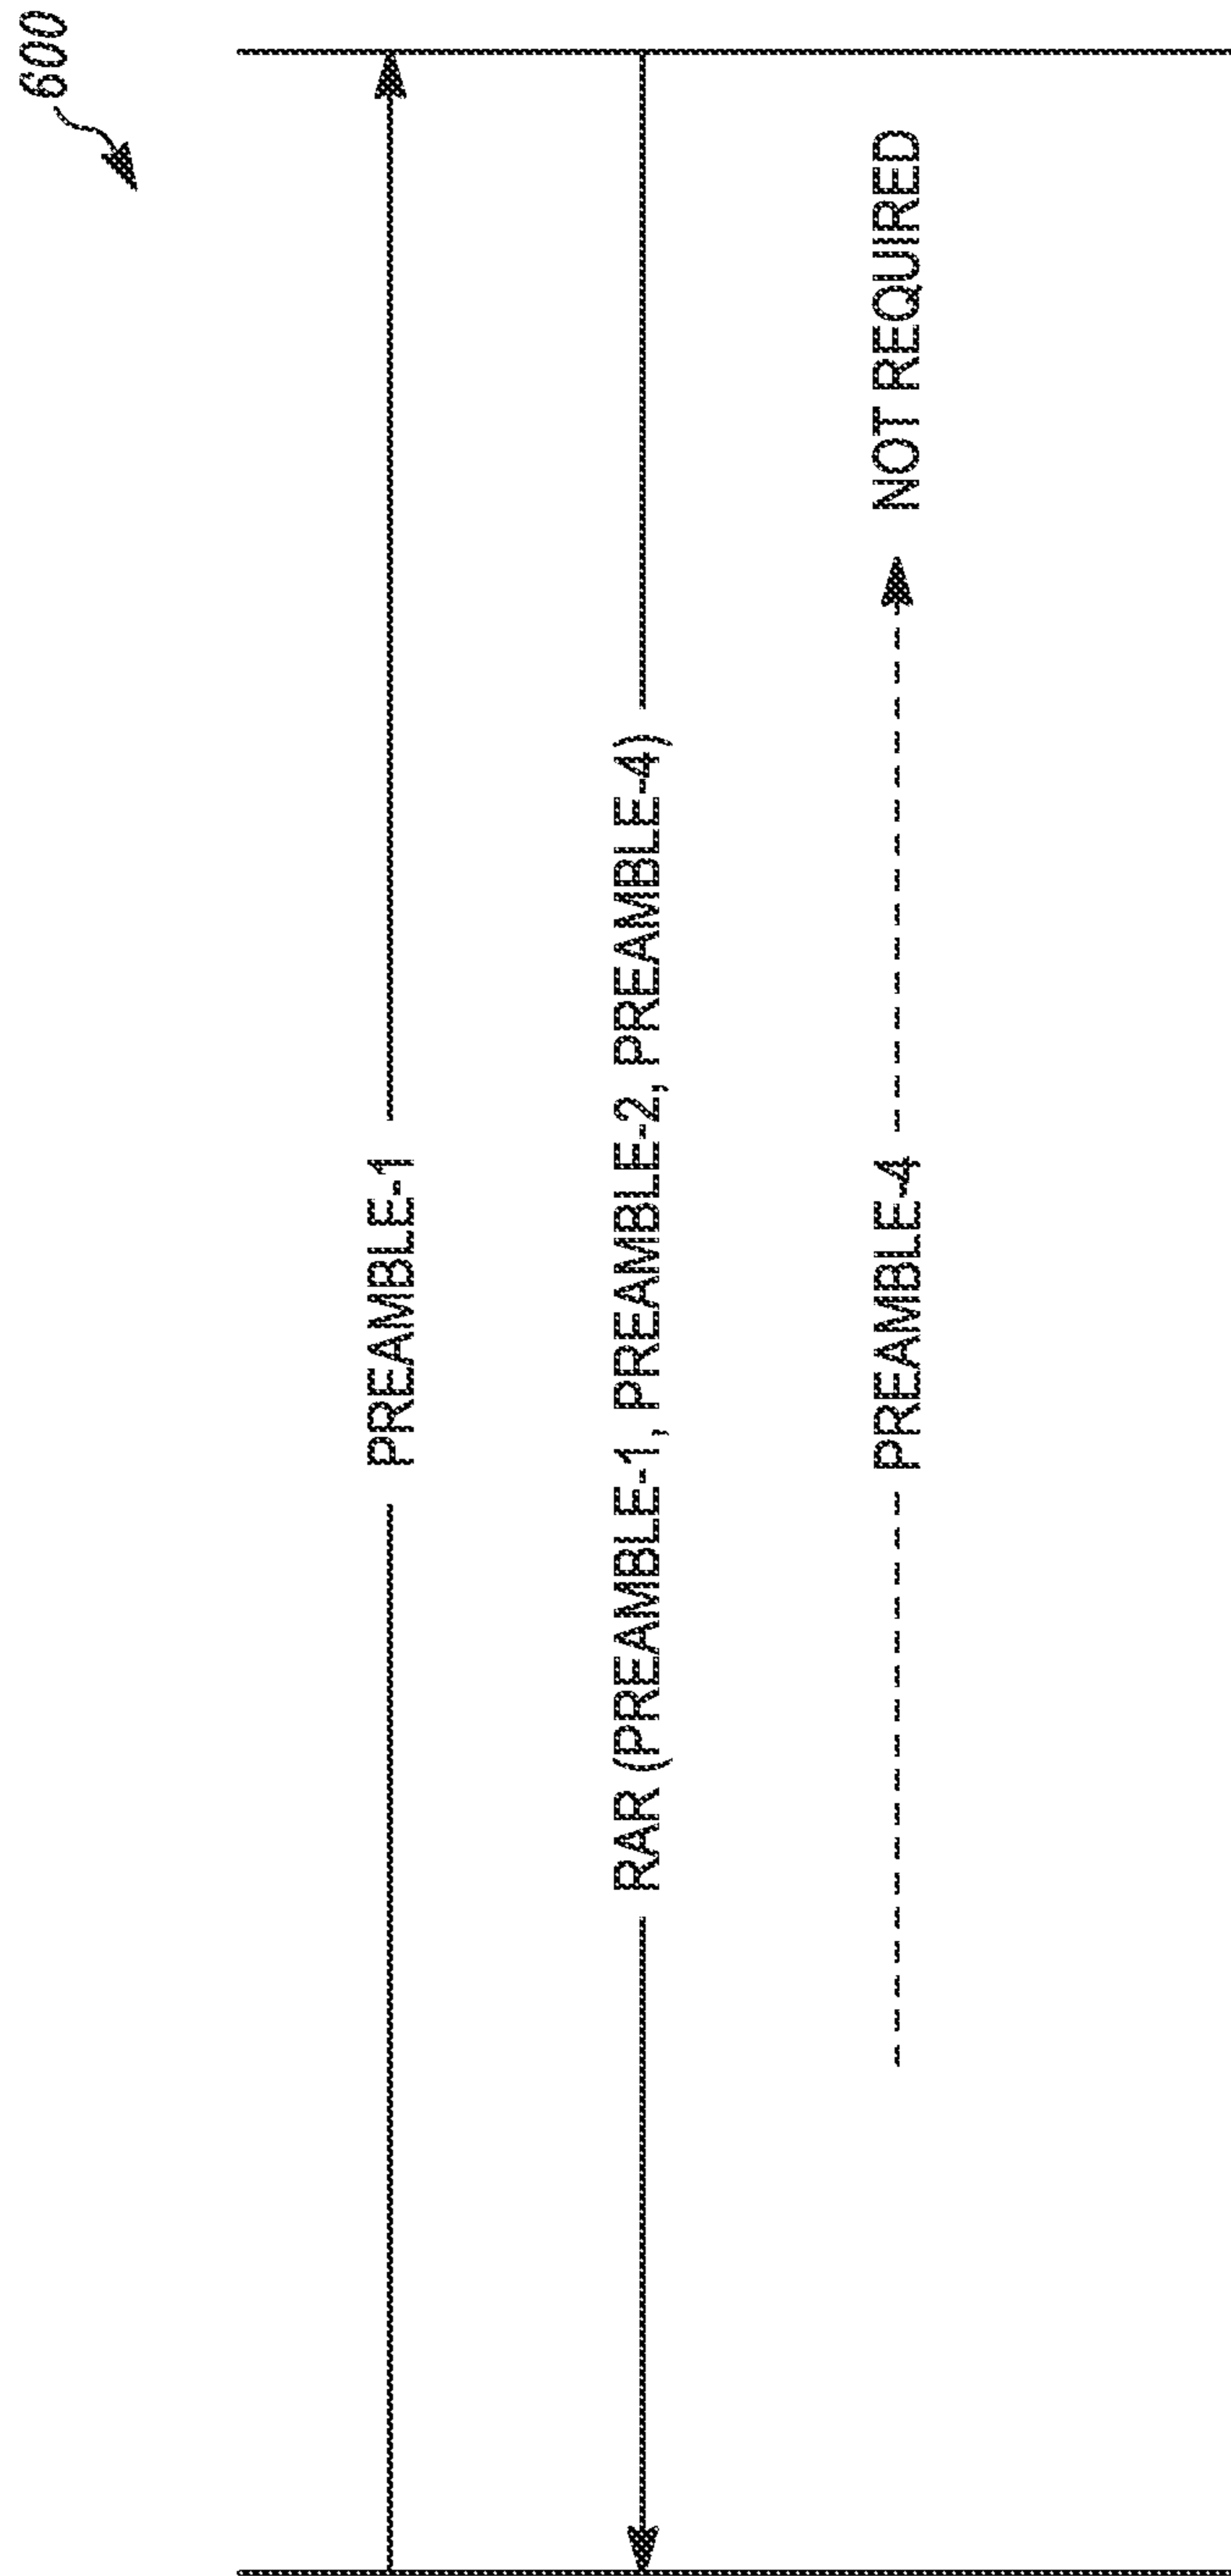 600
PREAMBLE-1
RAR (PREAMBLE-1, PREAMBLE-2, PREAMBLE-4)
PREAMBLE-4 NOT REQUIRED